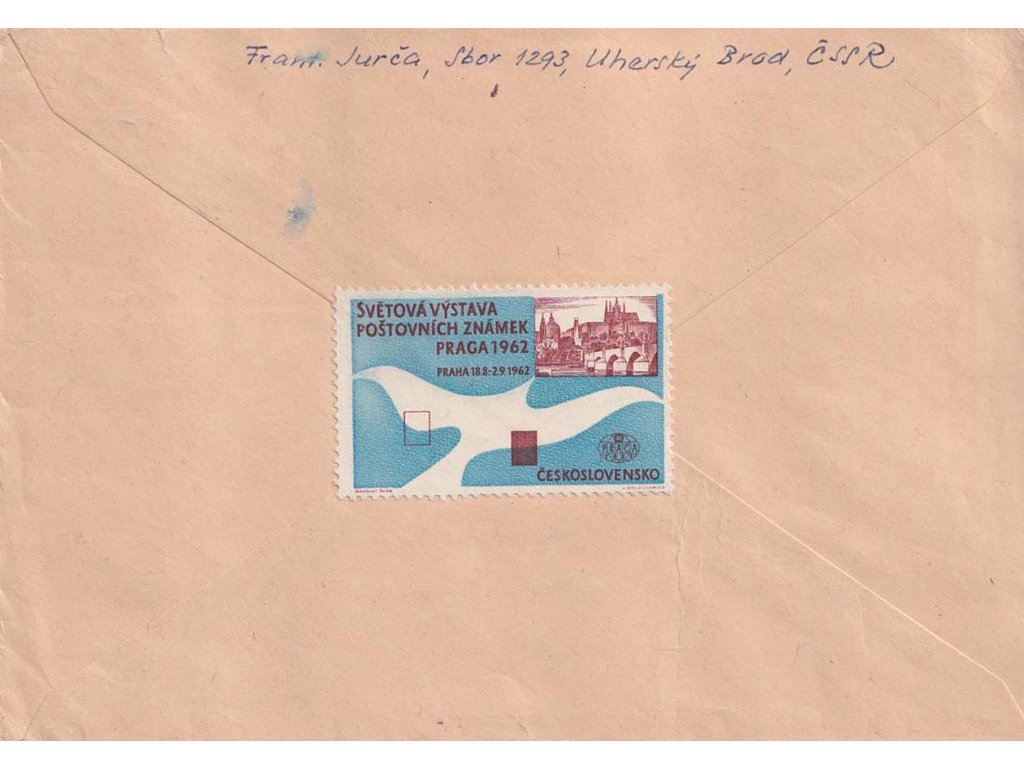 Frant. Jurča, Sbor 1293, Uherský Brod, ČSSR
SVĚTOVÁ VÝSTAVA
POŠTOVNÍCH ZNÁMEK
PRAGA 1962
PRAHA 18.8.-2.9.1962
PRAGA
1962
ČESKOSLOVENSKO